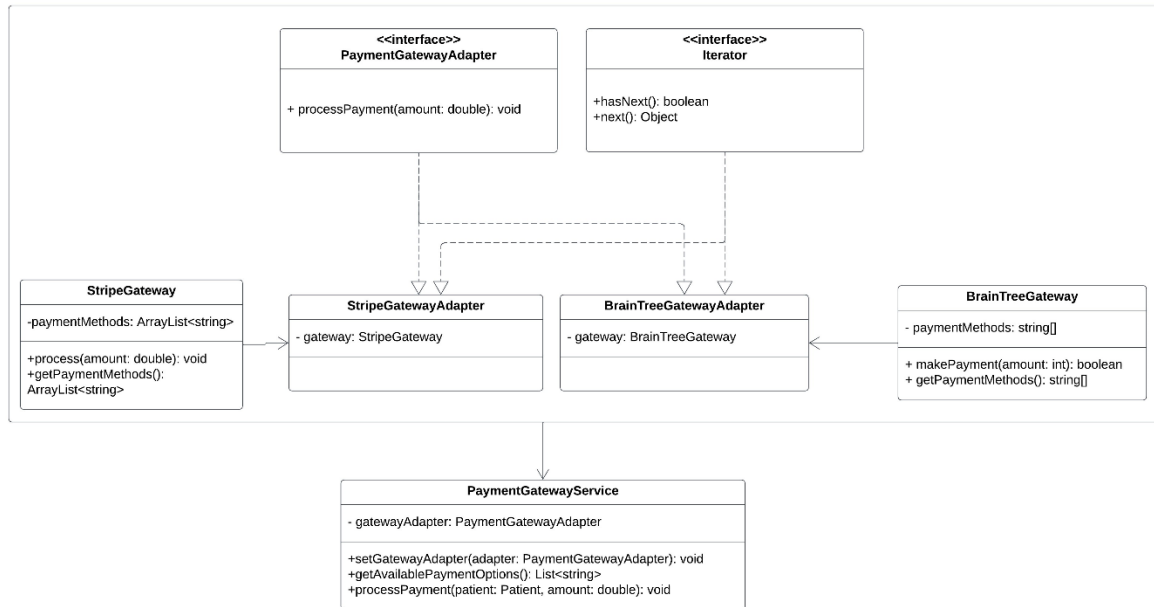 <<interface>>
PaymentGatewayAdapter
+ processPayment(amount: double): void
<<interface>>
Iterator
+hasNext(): boolean
+next(): Object
StripeGateway
-paymentMethods: ArrayList<string>
+process(amount: double): void
+getPaymentMethods():
ArrayList<string>
StripeGatewayAdapter
- gateway: StripeGateway
BrainTreeGatewayAdapter
- gateway: BrainTreeGateway
BrainTreeGateway
- paymentMethods: string[]
+ makePayment(amount: int): boolean
+ getPaymentMethods(): string[]
PaymentGatewayService
- gatewayAdapter: PaymentGatewayAdapter
+setGatewayAdapter(adapter: PaymentGatewayAdapter): void
+getAvailablePaymentOptions(): List<string>
+processPayment(patient: Patient, amount: double): void